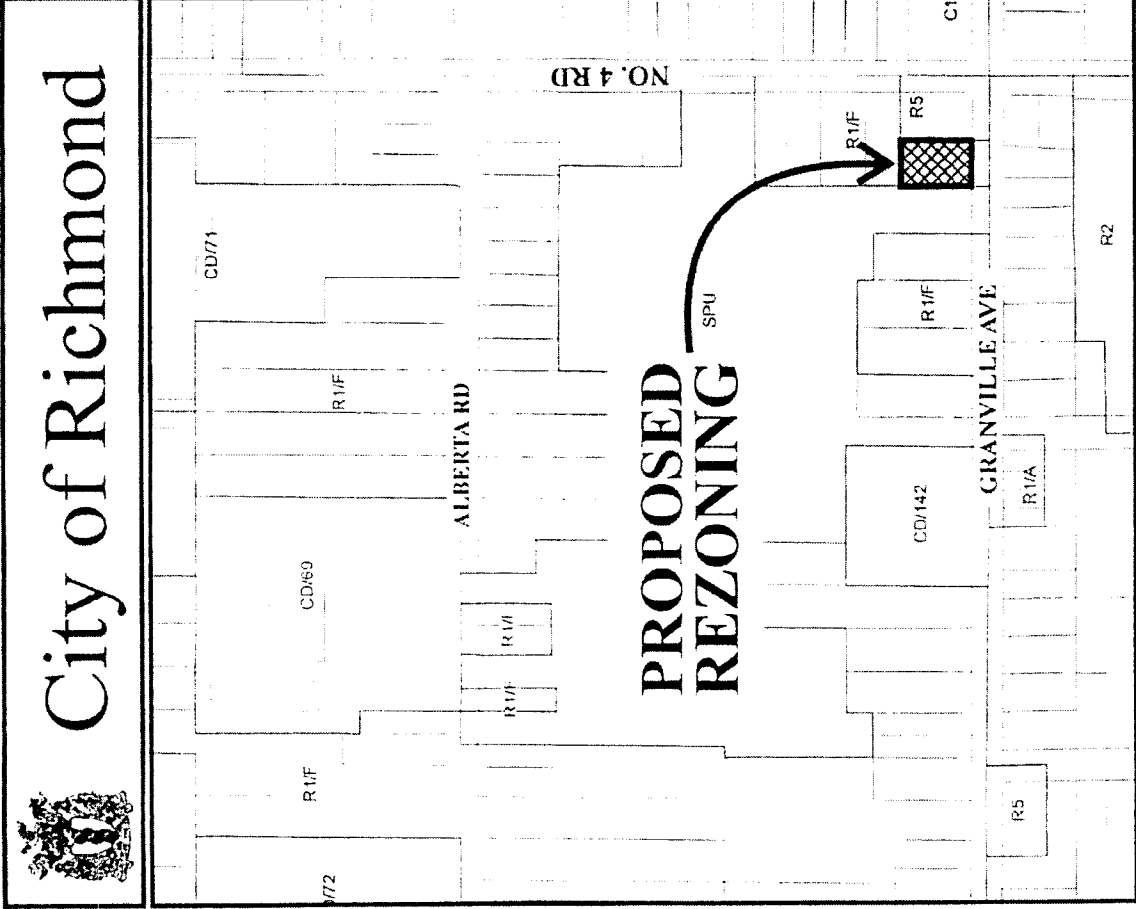 City of Richmond
CD/71
R1/F
CD/69
R1/F
/72
ALBERTA RD
R1/F
R1/F
NO. 4 RD
PROPOSED
REZONING
SPU
R1/F
R5
C1
R1/F
CD/142
GRANVILLE AVE
R1/A
R5
R2